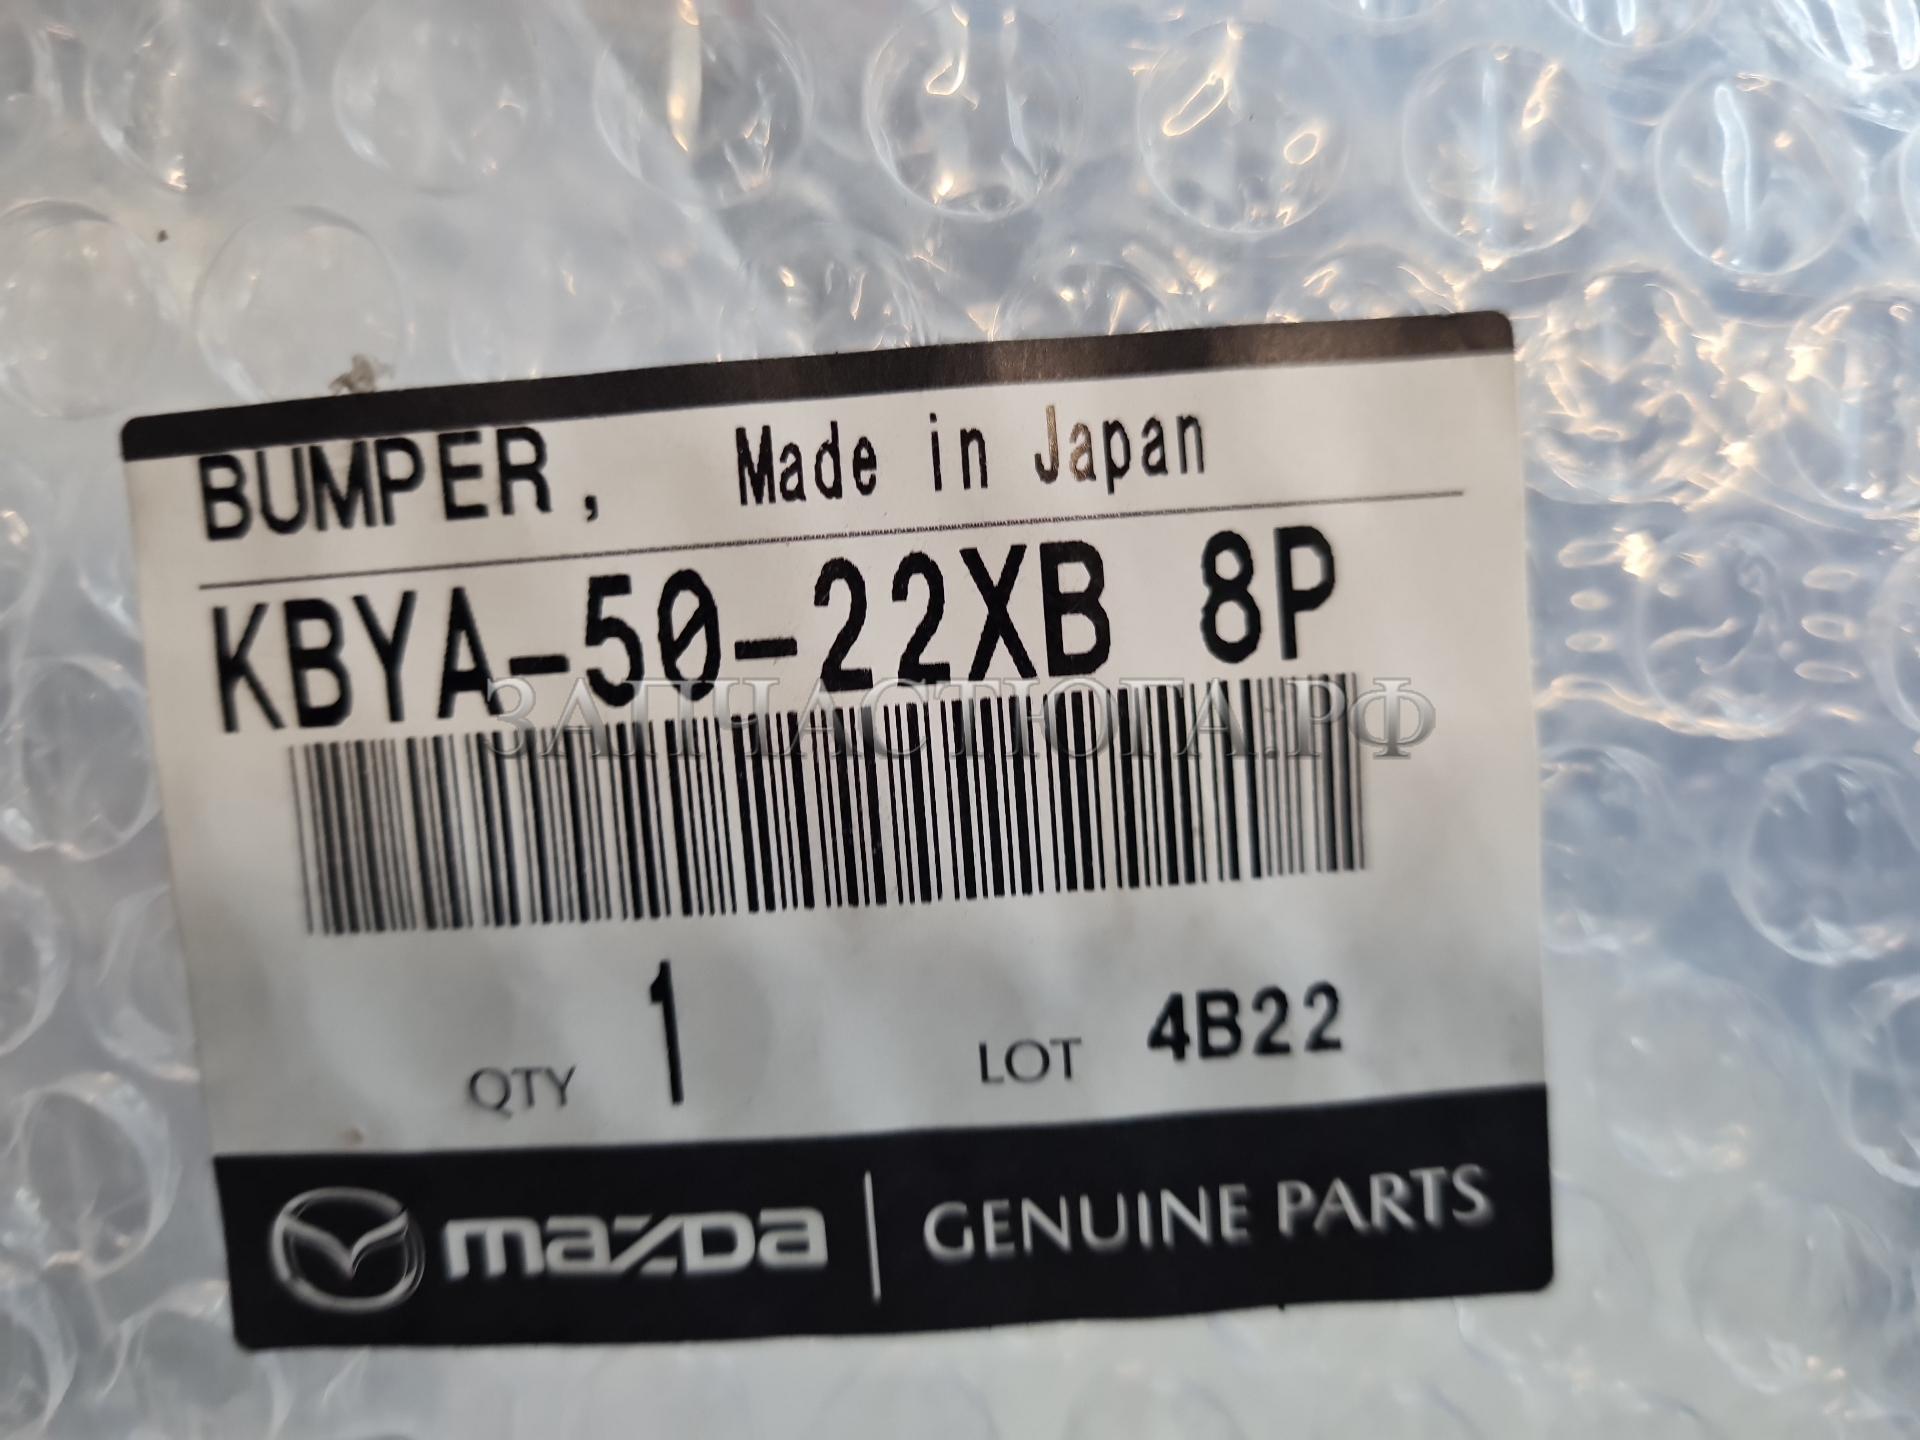 BUMPER, Made in Japan
KBYA-50-22XB 8P
ЗАПЧАСТЮГА.РФ
QTY 1 LOT 4B22
mazda GENUINE PARTS